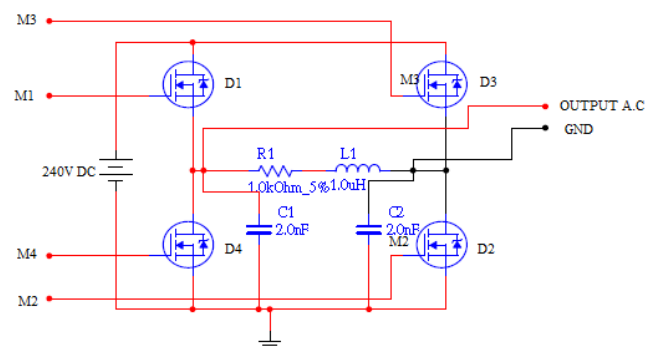 M3
D1
M3
D3
M1
OUTPUT A.C
GND
R1
L1
240V DC
1.0kOhm_5%
1.0uH
C1
C2
2.0nF
2.0nF
M2
D4
D2
M4
M2